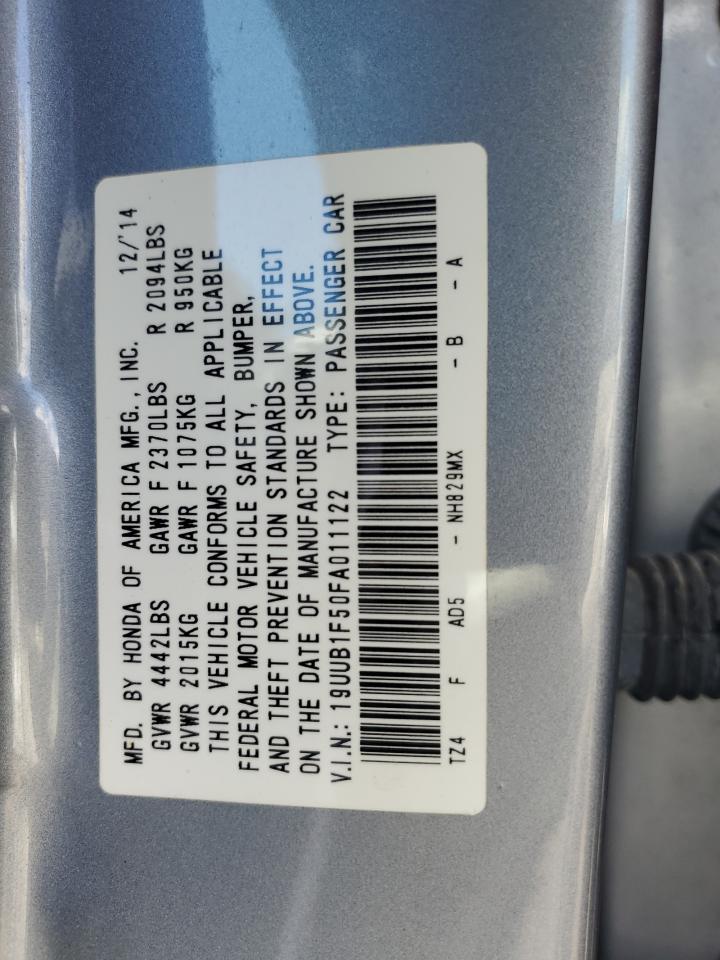 MFD. BY HONDA OF AMERICA MFG., INC. 12/'14
GVWR 4442LBS GAWR F 2370LBS R 2094LBS
GVWR 2015KG GAWR F 1075KG R 950KG
THIS VEHICLE CONFORMS TO ALL APPLICABLE
FEDERAL MOTOR VEHICLE SAFETY, BUMPER,
AND THEFT PREVENTION STANDARDS IN EFFECT
ON THE DATE OF MANUFACTURE SHOWN ABOVE.
V.I.N.: 19UUB1F50FA011122 TYPE: PASSENGER CAR
TZ4 F AD5 - NH829MX - B - A